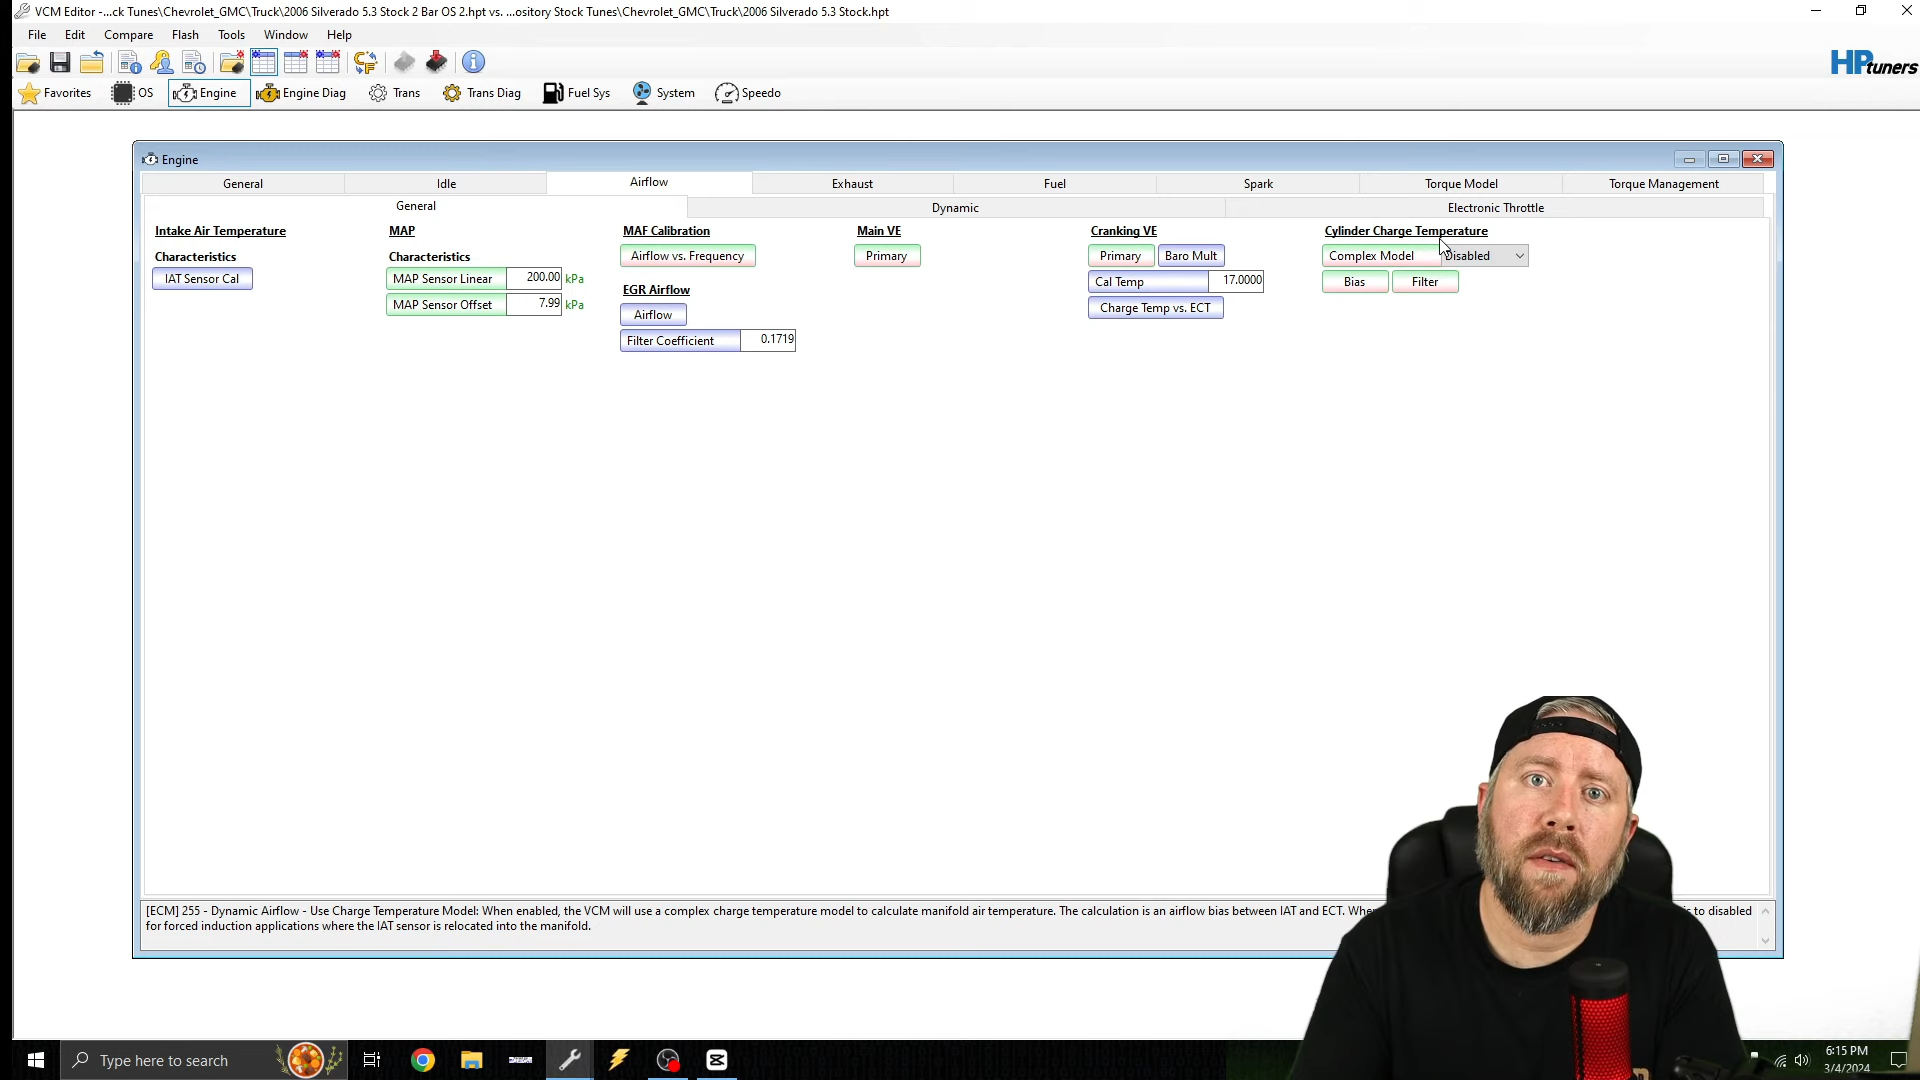 VCM Editor -...ck Tunes\Chevrolet_GMC\Truck\2006 Silverado 5.3 Stock 2 Bar OS 2.hpt vs. ...ository Stock Tunes\Chevrolet_GMC\Truck\2006 Silverado 5.3 Stock.hpt
File Edit Compare Flash Tools Window Help
HP tuners
Favorites OS Engine Engine Diag Trans Trans Diag Fuel Sys System Speedo
Engine
General Idle Airflow Exhaust Fuel Spark Torque Model Torque Management
General Dynamic Electronic Throttle
Intake Air Temperature MAP MAF Calibration Main VE Cranking VE Cylinder Charge Temperature
Characteristics Characteristics Airflow vs. Frequency Primary Primary Baro Mult Complex Model Disabled
IAT Sensor Cal MAP Sensor Linear 200.00 kPa Cal Temp 17.0000 Bias Filter
EGR Airflow
MAP Sensor Offset 7.99 kPa Airflow Charge Temp vs. ECT
Filter Coefficient 0.1719
[ECM] 255 - Dynamic Airflow - Use Charge Temperature Model: When enabled, the VCM will use a complex charge temperature model to calculate manifold air temperature. The calculation is an airflow bias between IAT and ECT. s to disabled
for forced induction applications where the IAT sensor is relocated into the manifold.
Type here to search
6:15 PM
3/4/2024